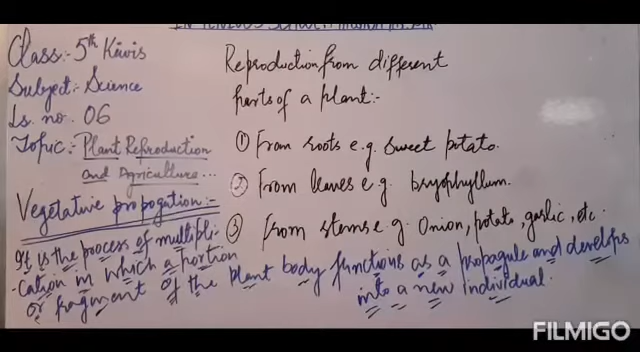 Class:- 5th Kiwis
Subject:- Science
Ls. no. 06
Topic:- Plant Reproduction
and Agriculture...
Vegetative propogation:-
It is the process of multipli-
-cation in which a portion
or fragment of the plant body functions as a propagule and develops
into a new individual.
Reproduction from different
parts of a plant:-
① From roots e.g. sweet potato.
② From leaves e.g. bryophyllum.
③ From stems e.g. Onion, potato, garlic, etc.
FILMIGO